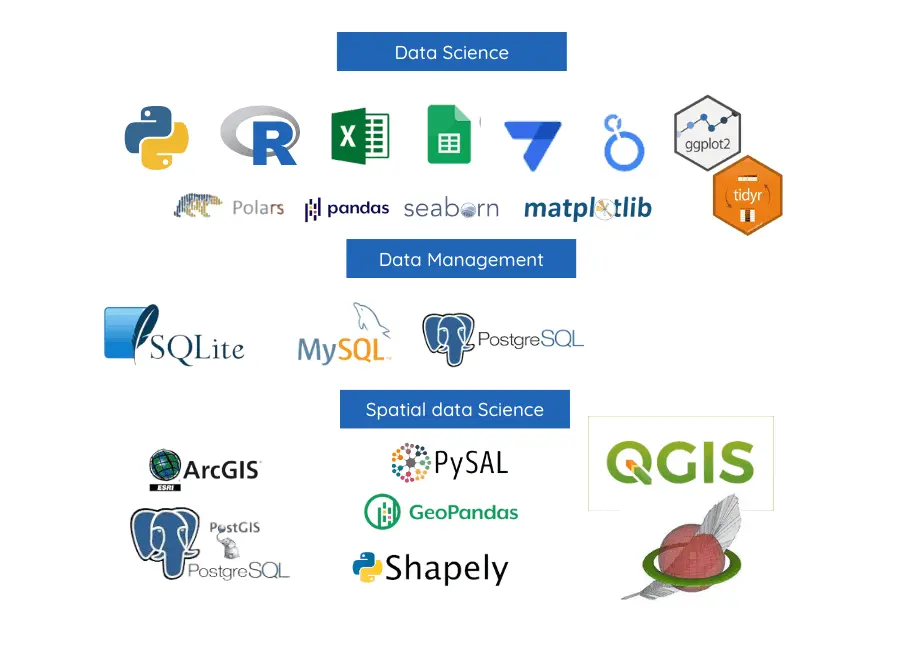 Data Science
R
X
ggplot2
tidyr
Polars
pandas
seaborn
matplotlib
Data Management
SQLite
MySQL™
PostgreSQL
Spatial data Science
ArcGIS
ESRI
PySAL
QGIS
GeoPandas
PostGIS
PostgreSQL
Shapely